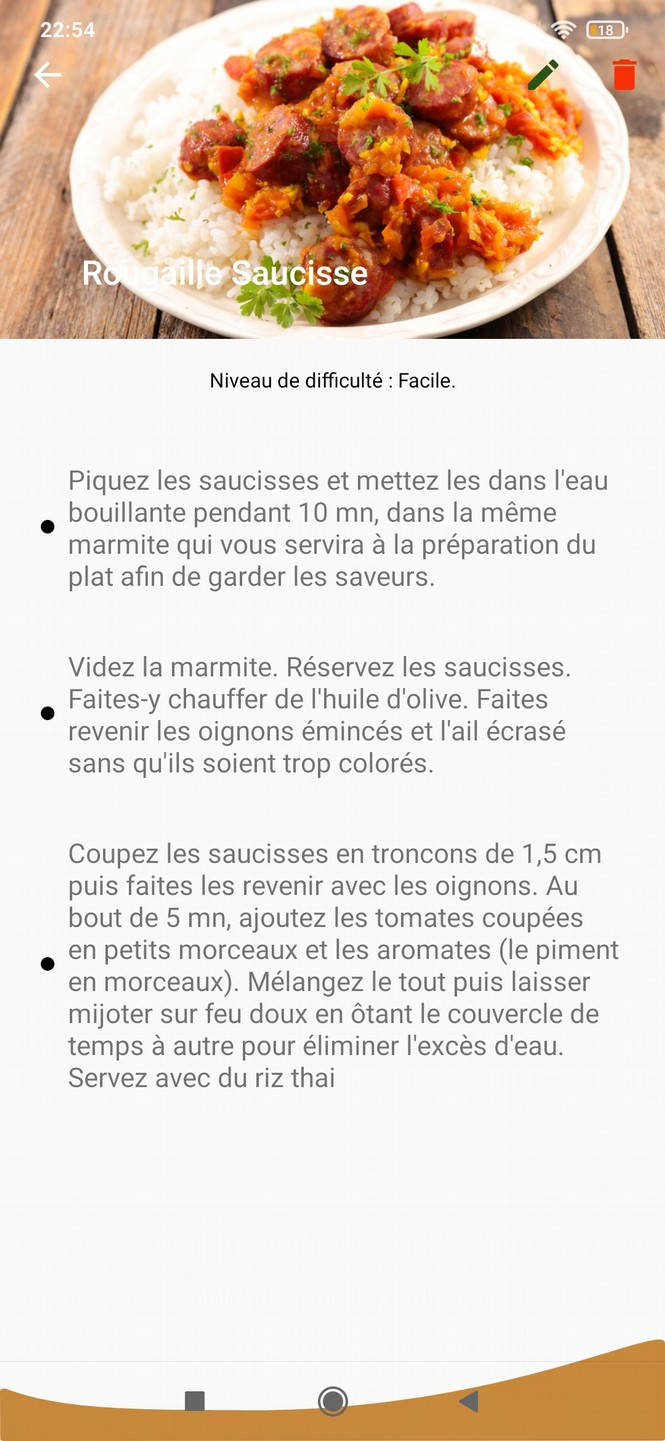 22:54
18
Rougaille Saucisse
Niveau de difficulté : Facile.
Piquez les saucisses et mettez les dans l'eau
bouillante pendant 10 mn, dans la même
marmite qui vous servira à la préparation du
plat afin de garder les saveurs.
Videz la marmite. Réservez les saucisses.
Faites-y chauffer de l'huile d'olive. Faites
revenir les oignons émincés et l'ail écrasé
sans qu'ils soient trop colorés.
Coupez les saucisses en troncons de 1,5 cm
puis faites les revenir avec les oignons. Au
bout de 5 mn, ajoutez les tomates coupées
en petits morceaux et les aromates (le piment
en morceaux). Mélangez le tout puis laisser
mijoter sur feu doux en ôtant le couvercle de
temps à autre pour éliminer l'excès d'eau.
Servez avec du riz thai